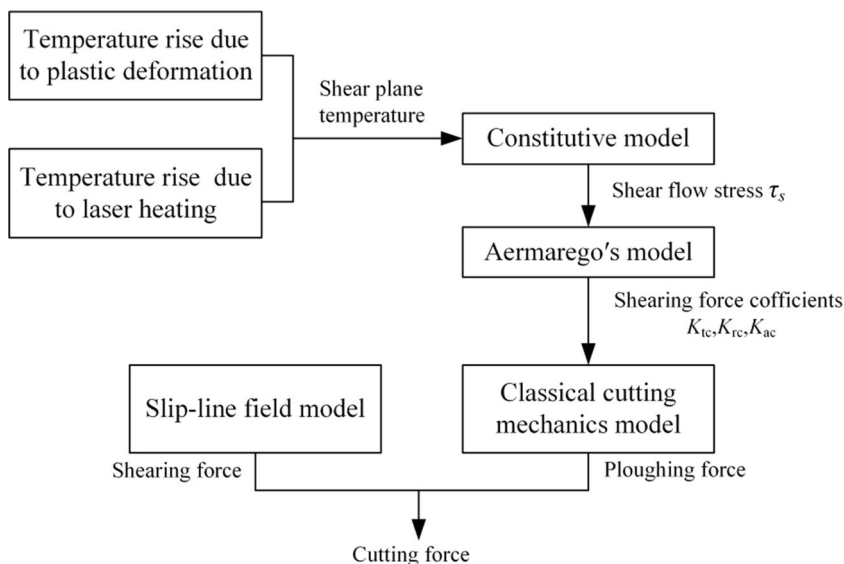 Temperature rise due
to plastic deformation
Shear plane
temperature
Constitutive model
Temperature rise due
to laser heating
Shear flow stress τs
Aermarego's model
Shearing force cofficients
Ktc,Krc,Kac
Slip-line field model
Classical cutting
mechanics model
Shearing force
Ploughing force
Cutting force